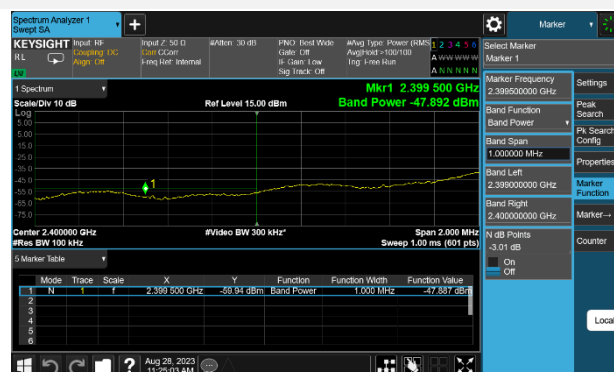 Spectrum Analyzer 1
Swept SA
Marker
KEYSIGHT
Input: RF
Coupling: DC
Align: Off
Input Z: 50 Ω
Corr CCorr
Freq Ref: Internal
#Atten: 30 dB
PNO: Best Wide
Gate: Off
IF Gain: Low
Sig Track: Off
#Avg Type: Power (RMS
Avg|Hold:>100/100
Trig: Free Run
1 2 3 4 5 6
A W W W W W
A N N N N N
RL
Select Marker
Marker 1
Marker Frequency
2.399500000 GHz
Band Function
Band Power
Band Span
1.000000 MHz
Band Left
2.399000000 GHz
Band Right
2.400000000 GHz
N dB Points
-3.01 dB
On
Off
Settings
Peak
Search
Pk Search
Config
Properties
Marker
Function
Marker→
Counter
Local
1 Spectrum
Scale/Div 10 dB
Ref Level 15.00 dBm
Mkr1 2.399 500 GHz
Band Power -47.892 dBm
Log
5.00
-5.00
-15.0
-25.0
-35.0
-45.0
-55.0
-65.0
-75.0
1
Center 2.400000 GHz
#Res BW 100 kHz
#Video BW 300 kHz*
Span 2.000 MHz
Sweep 1.00 ms (601 pts)
5 Marker Table
Mode Trace Scale X Y Function Function Width Function Value
1 N 1 f 2.399 500 GHz -59.94 dBm Band Power 1.000 MHz -47.887 dBm
2
3
4
5
6
?
Aug 28, 2023
11:25:03 AM